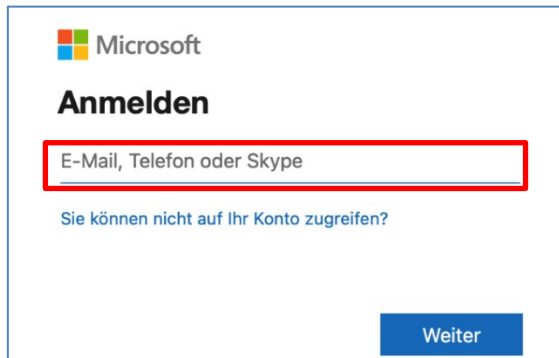 Microsoft
Anmelden
E-Mail, Telefon oder Skype
Sie können nicht auf Ihr Konto zugreifen?
Weiter